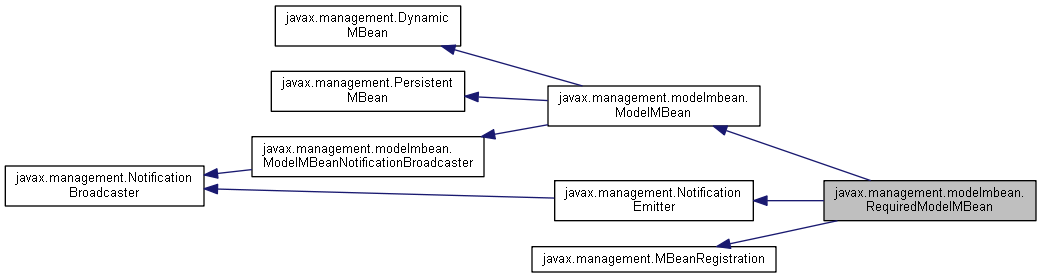 javax.management.Dynamic
MBean
javax.management.Persistent
MBean
javax.management.modelmbean.
ModelMBean
javax.management.modelmbean.
ModelMBeanNotificationBroadcaster
javax.management.Notification
Broadcaster
javax.management.Notification
Emitter
javax.management.modelmbean.
RequiredModelMBean
javax.management.MBeanRegistration